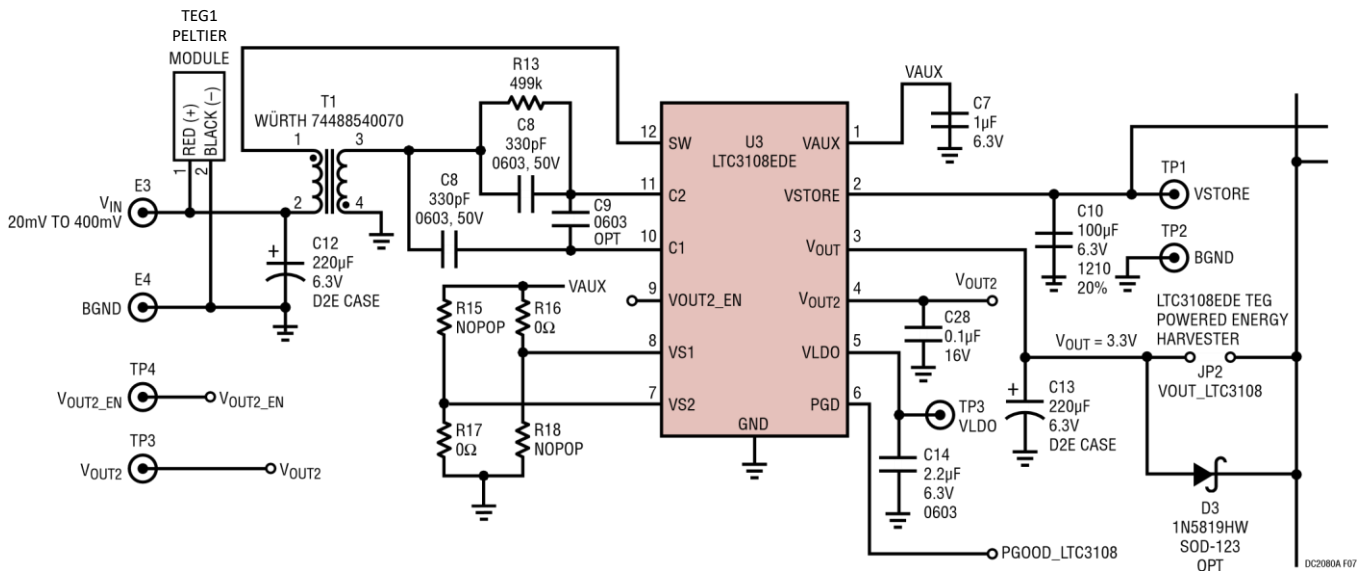 TEG1
PELTIER
MODULE
RED (+)
BLACK (–)
1
2
T1
WÜRTH 74488540070
1
3
2
4
E3
VIN
20mV TO 400mV
E4
BGND
C12
220µF
6.3V
D2E CASE
+
R13
499k
C8
330pF
0603, 50V
C8
330pF
0603, 50V
C9
0603
OPT
VAUX
R15
NOPOP
R16
0Ω
R17
0Ω
R18
NOPOP
TP4
VOUT2_EN
VOUT2_EN
TP3
VOUT2
VOUT2
U3
LTC3108EDE
12
SW
11
C2
10
C1
9
VOUT2_EN
8
VS1
7
VS2
GND
VAUX
1
VSTORE
2
VOUT
3
VOUT2
4
VLDO
5
PGD
6
VAUX
C7
1µF
6.3V
TP1
VSTORE
C10
100µF
6.3V
1210
20%
TP2
BGND
VOUT2
C28
0.1µF
16V
LTC3108EDE TEG
POWERED ENERGY
HARVESTER
VOUT = 3.3V
JP2
VOUT_LTC3108
+
C13
220µF
6.3V
D2E CASE
TP3
VLDO
C14
2.2µF
6.3V
0603
D3
1N5819HW
SOD-123
OPT
PGOOD_LTC3108
DC2080A F07